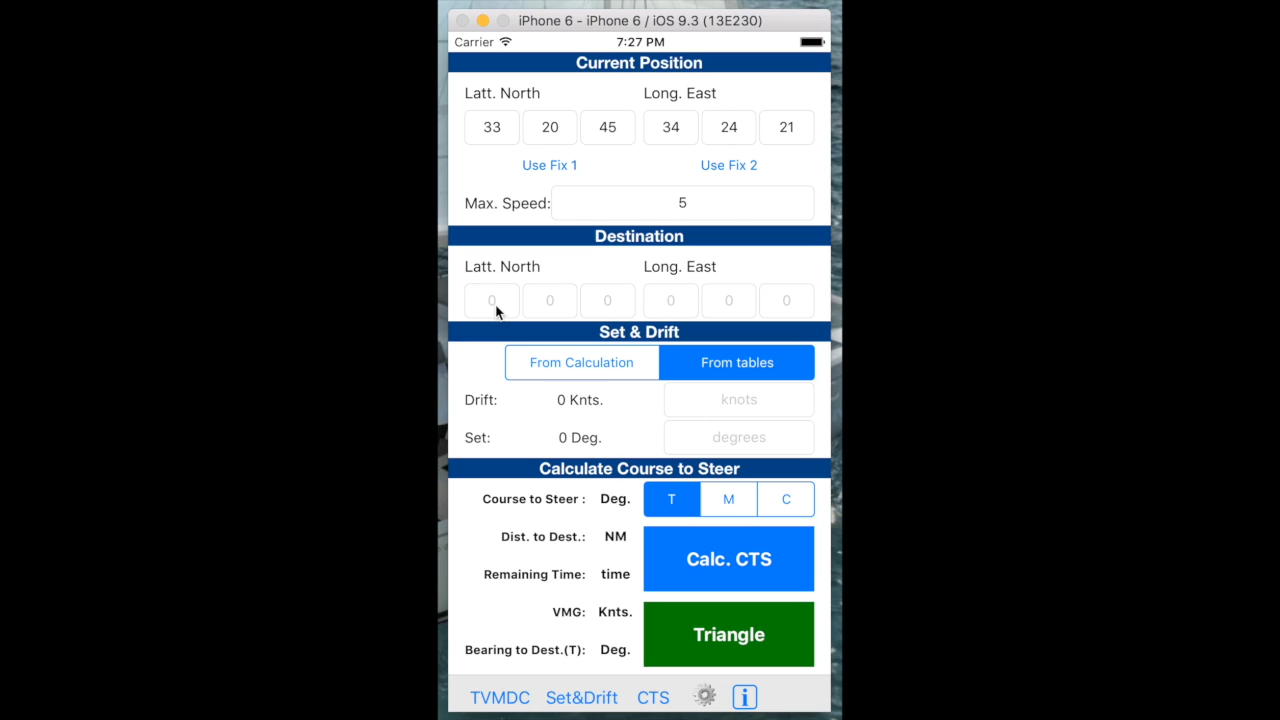 iPhone 6 - iPhone 6 / iOS 9.3 (13E230)
Carrier 7:27 PM
Current Position
Latt. North Long. East
33 20 45 34 24 21
Use Fix 1 Use Fix 2
Max. Speed: 5
Destination
Latt. North Long. East
0 0 0 0 0 0
Set & Drift
From Calculation From tables
Drift: 0 Knts. knots
Set: 0 Deg. degrees
Calculate Course to Steer
Course to Steer : Deg. T M C
Dist. to Dest.: NM
Calc. CTS
Remaining Time: time
VMG: Knts.
Triangle
Bearing to Dest.(T): Deg.
TVMDC Set&Drift CTS i